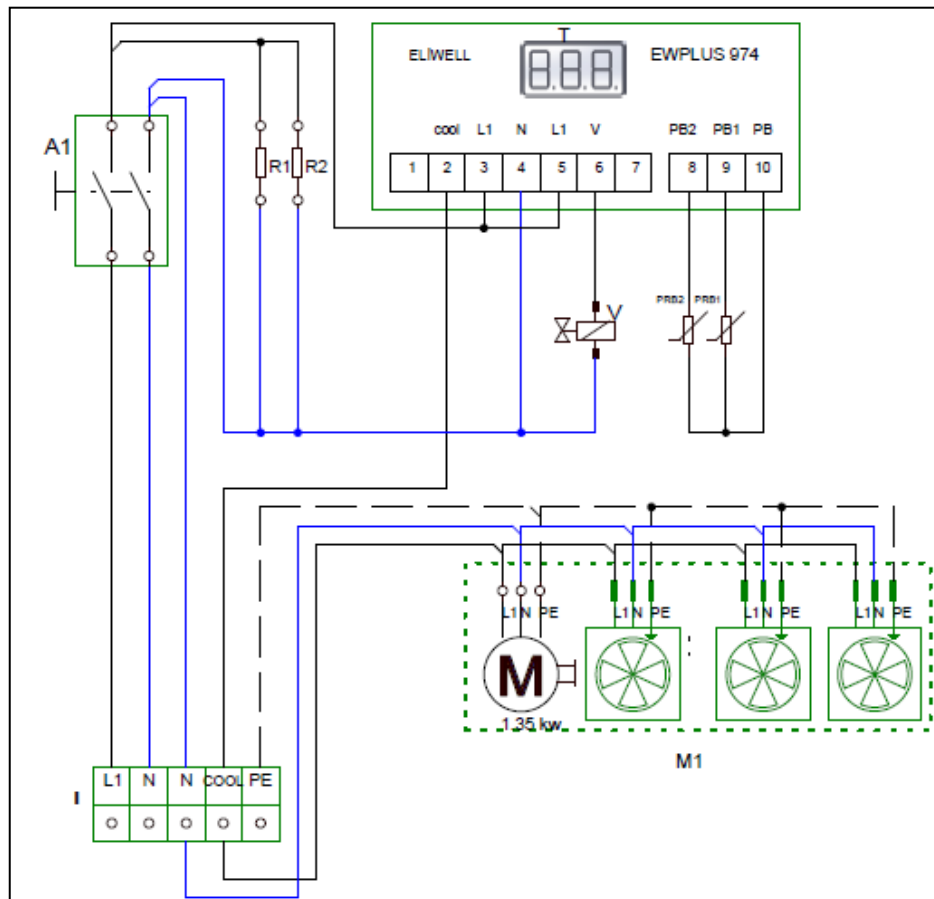 T
ELIWELL EWPLUS 974
cool L1 N L1 V PB2 PB1 PB
1 2 3 4 5 6 7 8 9 10
A1
R1 R2
PRB2 PRB1
V
L1 N PE L1 N PE L1 N PE L1 N PE
M
1.35 kw
M1
L1 N N COOL PE
I